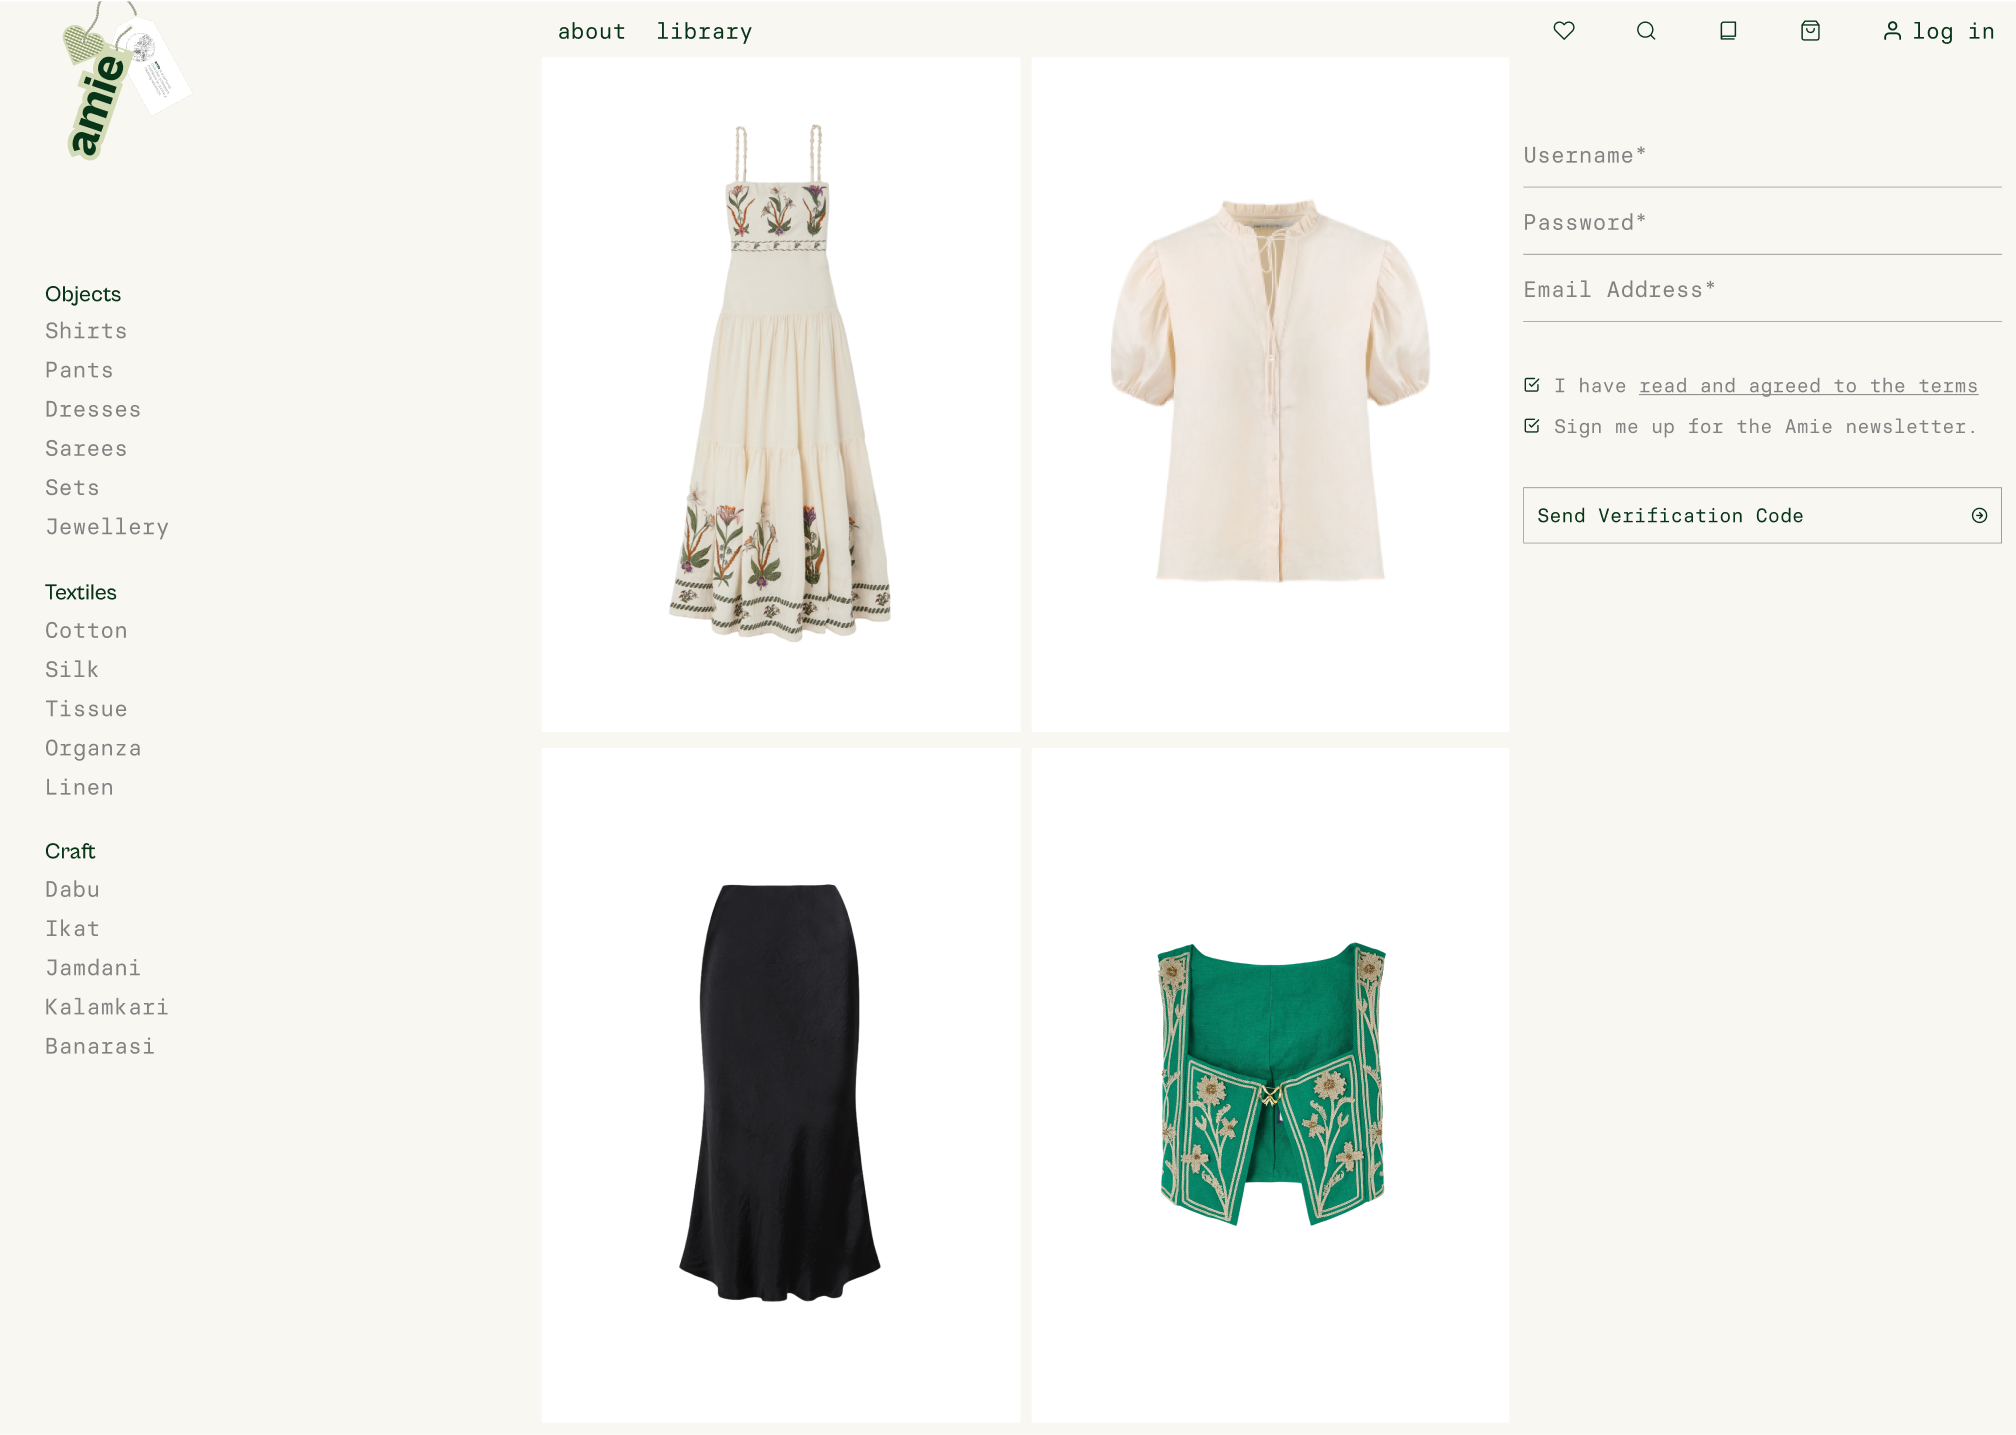 amie
about
library
log in
Objects
Shirts
Pants
Dresses
Sarees
Sets
Jewellery
Textiles
Cotton
Silk
Tissue
Organza
Linen
Craft
Dabu
Ikat
Jamdani
Kalamkari
Banarasi
Username*
Password*
Email Address*
I have read and agreed to the terms
Sign me up for the Amie newsletter.
Send Verification Code